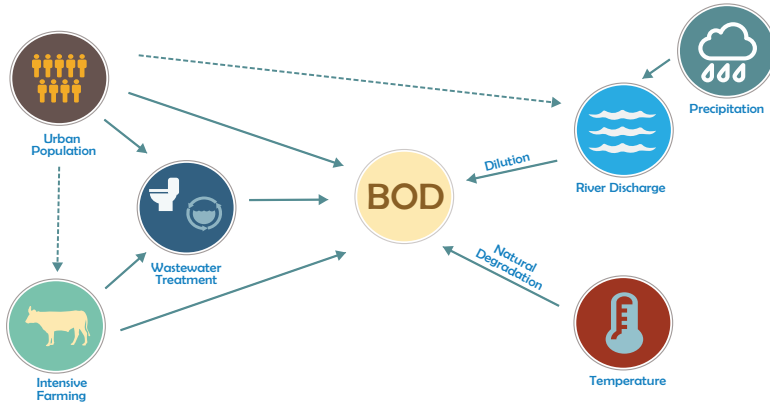 Precipitation
Urban
Population
Dilution
River Discharge
BOD
Wastewater
Treatment
Natural
Degradation
Intensive
Farming
Temperature